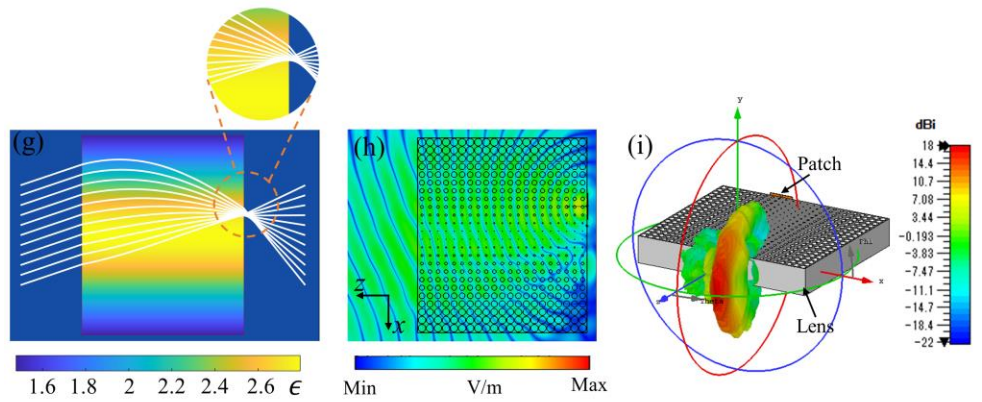 (g)
1.6 1.8 2 2.2 2.4 2.6 ϵ
(h)
z
x
Min V/m Max
(i)
y
Patch
x
Phi
z
Theta
Lens
dBi
18
14.4
10.7
7.08
3.44
-0.193
-3.83
-7.47
-11.1
-14.7
-18.4
-22